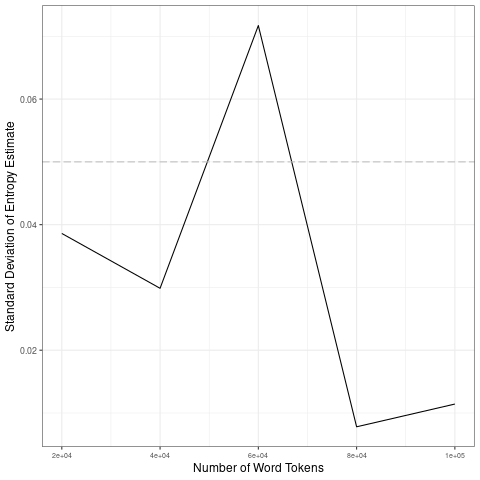 Standard Deviation of Entropy Estimate
0.06
0.04
0.02
2e+04 4e+04 6e+04 8e+04 1e+05
Number of Word Tokens